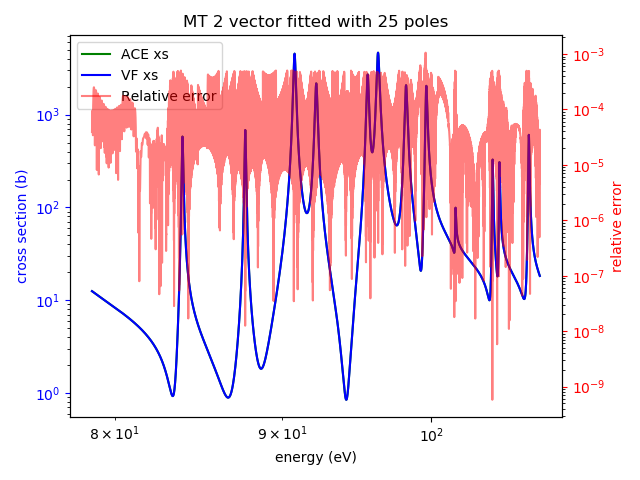 MT 2 vector fitted with 25 poles
ACE xs
VF xs
Relative error
cross section (b)
10³
10²
10¹
10⁰
relative error
10⁻³
10⁻⁴
10⁻⁵
10⁻⁶
10⁻⁷
10⁻⁸
10⁻⁹
8 × 10¹
9 × 10¹
10²
energy (eV)